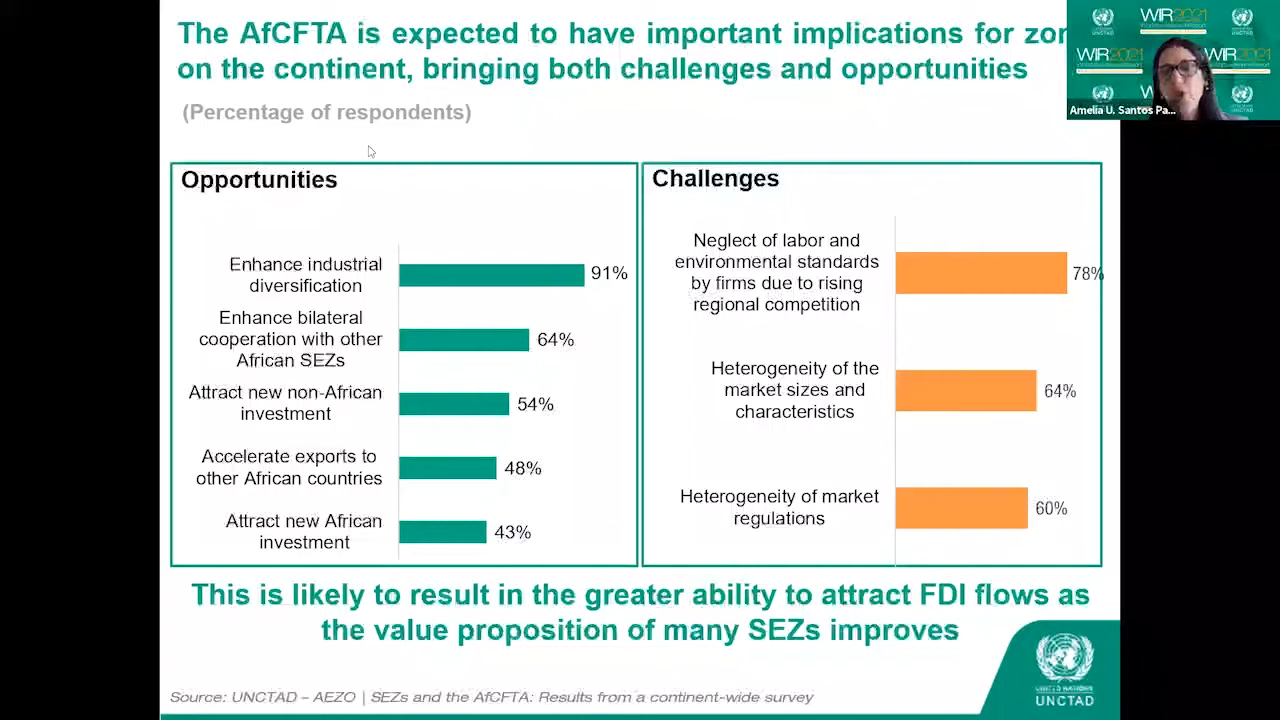 The AfCFTA is expected to have important implications for zon
on the continent, bringing both challenges and opportunities
(Percentage of respondents)
Opportunities
Enhance industrial
diversification
91%
Enhance bilateral
cooperation with other
African SEZs
64%
Attract new non-African
investment
54%
Accelerate exports to
other African countries
48%
Attract new African
investment
43%
Challenges
Neglect of labor and
environmental standards
by firms due to rising
regional competition
78%
Heterogeneity of the
market sizes and
characteristics
64%
Heterogeneity of market
regulations
60%
This is likely to result in the greater ability to attract FDI flows as
the value proposition of many SEZs improves
Source: UNCTAD – AEZO | SEZs and the AfCFTA: Results from a continent-wide survey
UNITED NATIONS
UNCTAD
WIR2021
UNCTAD
Amelia U. Santos Pa...